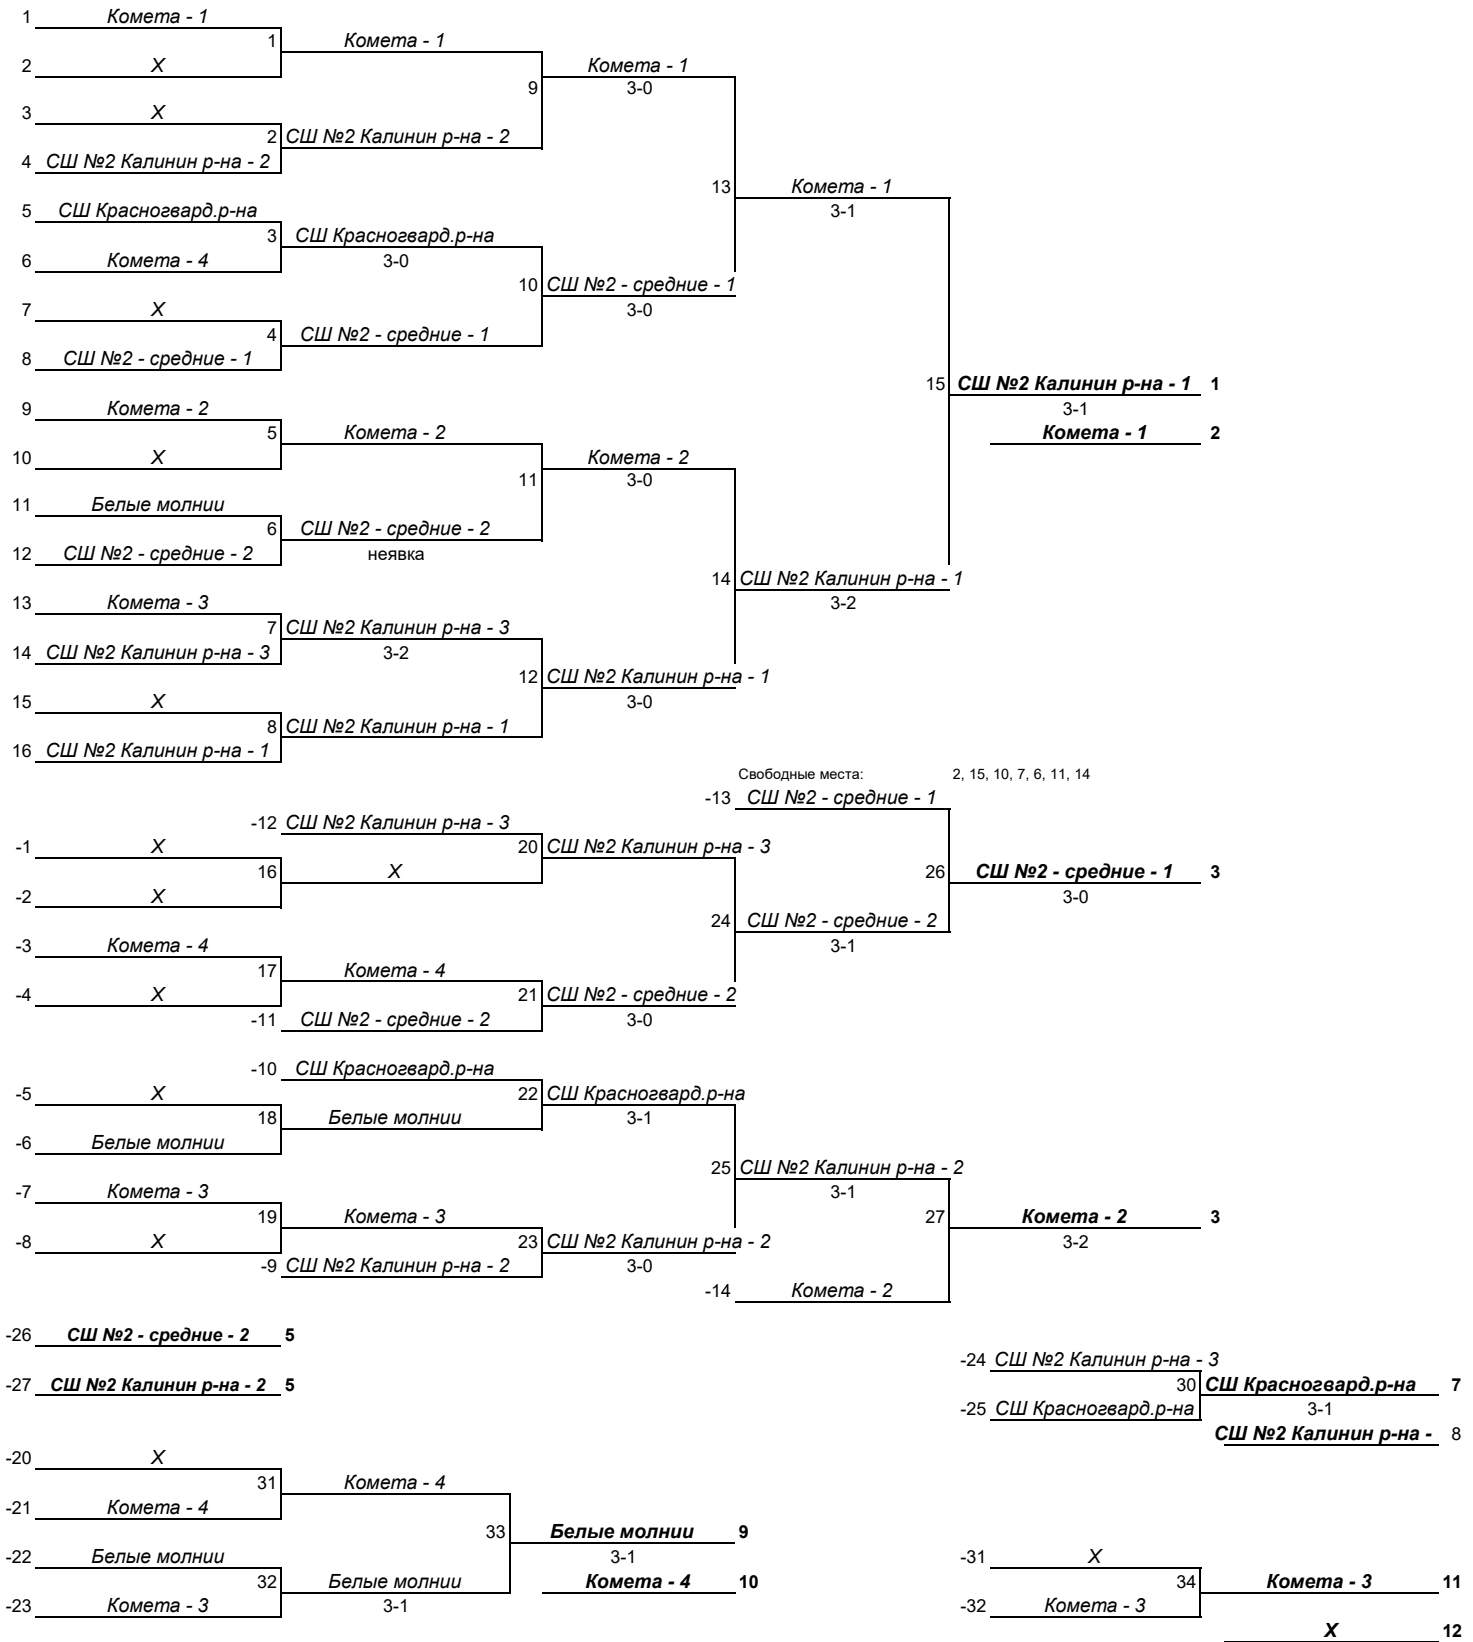 1 Комета - 1
1 Комета - 1
2 X Комета - 1
9 3-0
3 X
2 СШ №2 Калинин р-на - 2
4 СШ №2 Калинин р-на - 2
13 Комета - 1
5 СШ Красногвард.р-на 3-1
3 СШ Красногвард.р-на
6 Комета - 4 3-0
10 СШ №2 - средние - 1
7 X 3-0
4 СШ №2 - средние - 1
8 СШ №2 - средние - 1
15 СШ №2 Калинин р-на - 1 1
9 Комета - 2 3-1
5 Комета - 2 Комета - 1 2
10 X Комета - 2
11 3-0
11 Белые молнии
6 СШ №2 - средние - 2
12 СШ №2 - средние - 2 неявка
14 СШ №2 Калинин р-на - 1
13 Комета - 3 3-2
7 СШ №2 Калинин р-на - 3
14 СШ №2 Калинин р-на - 3 3-2
12 СШ №2 Калинин р-на - 1
15 X 3-0
8 СШ №2 Калинин р-на - 1
16 СШ №2 Калинин р-на - 1
Свободные места: 2, 15, 10, 7, 6, 11, 14
-13 СШ №2 - средние - 1
-12 СШ №2 Калинин р-на - 3
-1 X 20 СШ №2 Калинин р-на - 3
16 X 26 СШ №2 - средние - 1 3
-2 X 3-0
24 СШ №2 - средние - 2
-3 Комета - 4 3-1
17 Комета - 4
-4 X 21 СШ №2 - средние - 2
-11 СШ №2 - средние - 2 3-0
-10 СШ Красногвард.р-на
-5 X 22 СШ Красногвард.р-на
18 Белые молнии 3-1
-6 Белые молнии
25 СШ №2 Калинин р-на - 2
-7 Комета - 3 3-1
19 Комета - 3 27 Комета - 2 3
-8 X 23 СШ №2 Калинин р-на - 2 3-2
-9 СШ №2 Калинин р-на - 2 3-0
-14 Комета - 2
-26 СШ №2 - средние - 2 5
-24 СШ №2 Калинин р-на - 3
-27 СШ №2 Калинин р-на - 2 5 30 СШ Красногвард.р-на 7
-25 СШ Красногвард.р-на 3-1
СШ №2 Калинин р-на - 8
-20 X
31 Комета - 4
-21 Комета - 4
33 Белые молнии 9
-22 Белые молнии 3-1 -31 X
32 Белые молнии Комета - 4 10 34 Комета - 3 11
-23 Комета - 3 3-1 -32 Комета - 3
X 12